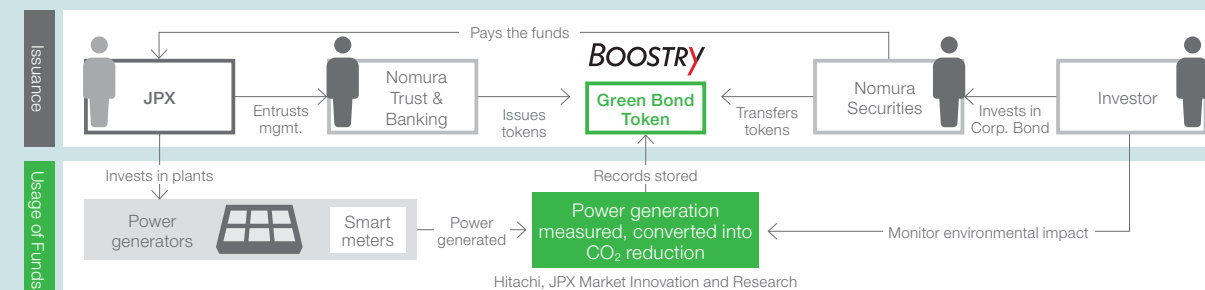 Issuance
Pays the funds
BOOSTRY
JPX
Entrusts
mgmt.
Nomura
Trust &
Banking
Issues
tokens
Green Bond
Token
Transfers
tokens
Nomura
Securities
Invests in
Corp. Bond
Investor
Usage of Funds
Invests in plants
Records stored
Power
generators
Smart
meters
Power
generated
Power generation
measured, converted into
CO₂ reduction
Monitor environmental impact
Hitachi, JPX Market Innovation and Research